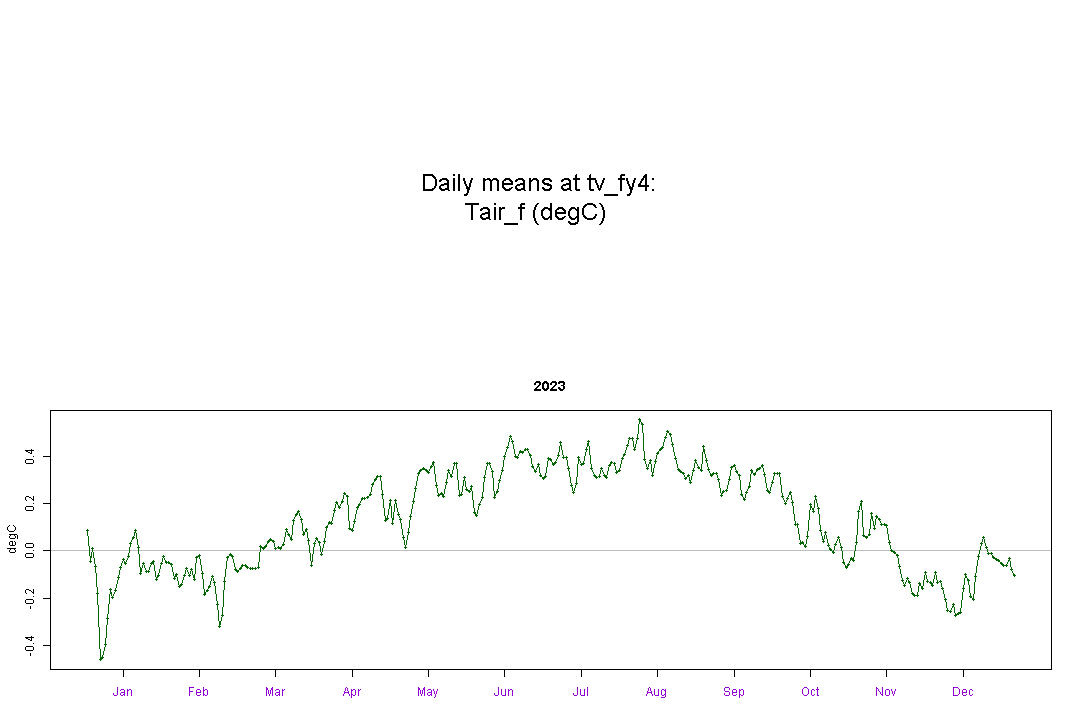 Daily means at tv_fy4:
Tair_f (degC)
2023
degC
0.4
0.2
0.0
-0.2
-0.4
Jan Feb Mar Apr May Jun Jul Aug Sep Oct Nov Dec